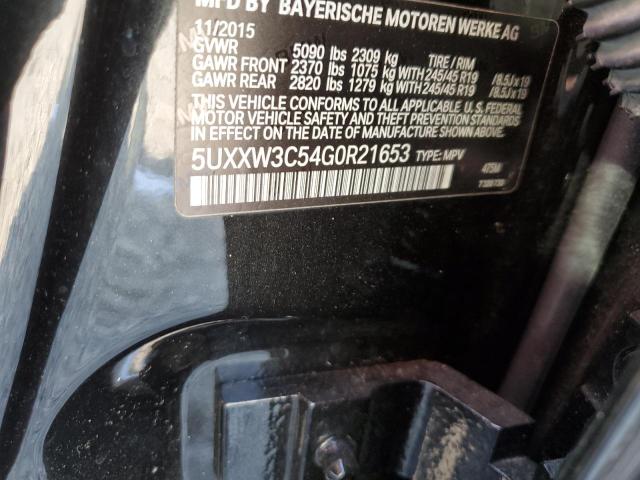 MFD BY BAYERISCHE MOTOREN WERKE AG
11/2015
GVWR 5090 lbs 2309 kg TIRE / RIM
GAWR FRONT 2370 lbs 1075 kg WITH 245/45 R19 /8.5Jx19
GAWR REAR 2820 lbs 1279 kg WITH 245/45 R19 /8.5Jx19
THIS VEHICLE CONFORMS TO ALL APPLICABLE U.S. FEDERAL
MOTOR VEHICLE SAFETY, BUMPER,
AND THEFT PREVENTION STANDARDS
IN EFFECT ON THE DATE OF MANUFACTURE SHOWN ABOVE.
5UXXW3C54G0R21653 TYPE: MPV 475M